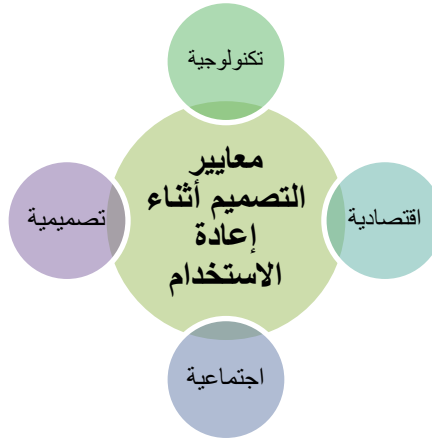 تكنولوجية
معايير
التصميم أثناء
إعادة
الاستخدام
اقتصادية
تصميمية
اجتماعية